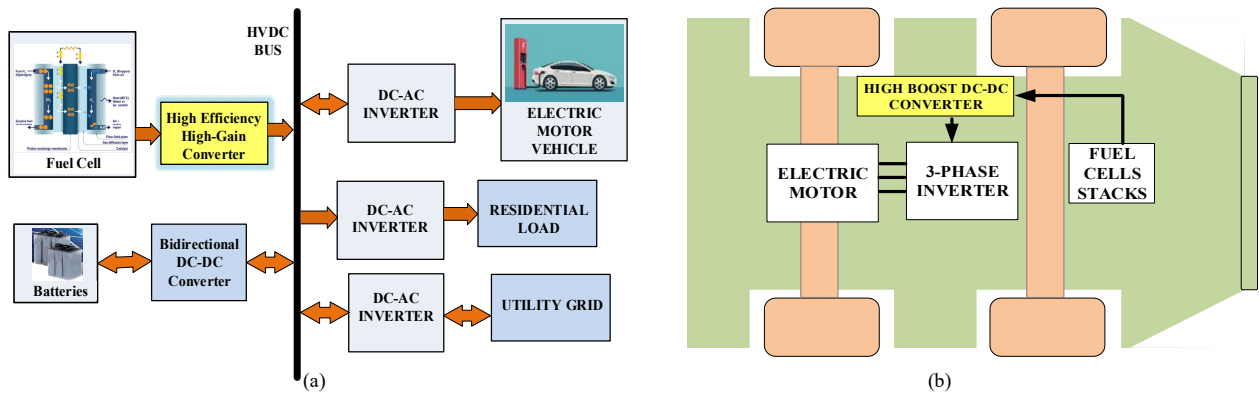 HVDC
BUS
Fuel Cell
High Efficiency
High-Gain
Converter
DC-AC
INVERTER
ELECTRIC
MOTOR
VEHICLE
DC-AC
INVERTER
RESIDENTIAL
LOAD
Batteries
Bidirectional
DC-DC
Converter
DC-AC
INVERTER
UTILITY GRID
(a)
HIGH BOOST DC-DC
CONVERTER
ELECTRIC
MOTOR
3-PHASE
INVERTER
FUEL
CELLS
STACKS
(b)